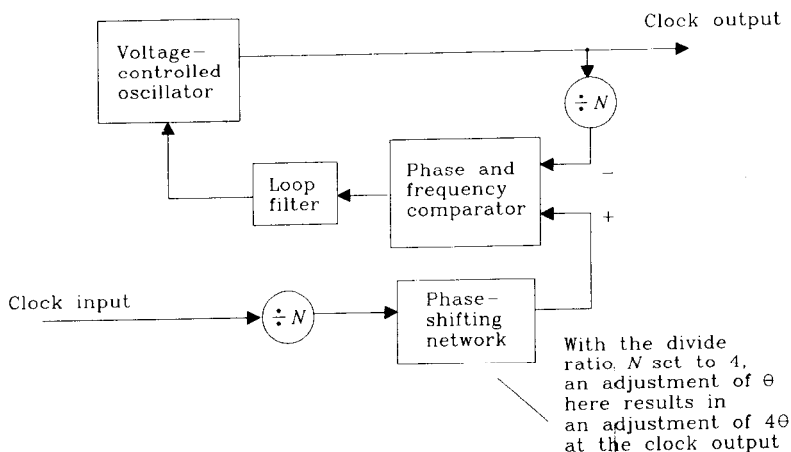 Clock output
Voltage-
controlled
oscillator
÷ N
Phase and
frequency
comparator
Loop
filter
−
+
Clock input
÷ N
Phase-
shifting
network
With the divide
ratio, N set to 4,
an adjustment of θ
here results in
an adjustment of 4θ
at the clock output